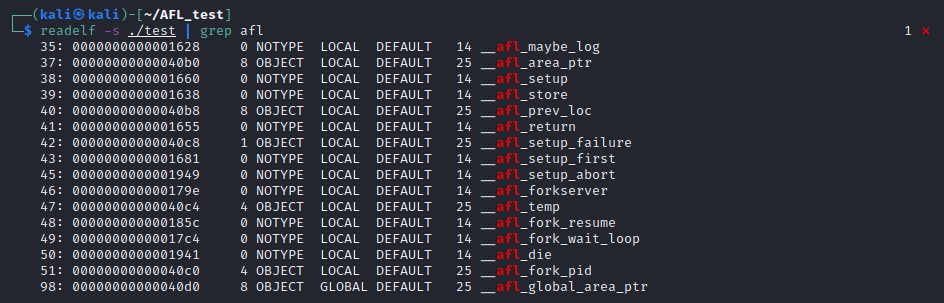 ┌──(kali㉿kali)-[~/AFL_test]
└─$ readelf -s ./test | grep afl 1 ⨯
35: 0000000000001628 0 NOTYPE LOCAL DEFAULT 14 __afl_maybe_log
37: 00000000000040b0 8 OBJECT LOCAL DEFAULT 25 __afl_area_ptr
38: 0000000000001660 0 NOTYPE LOCAL DEFAULT 14 __afl_setup
39: 0000000000001638 0 NOTYPE LOCAL DEFAULT 14 __afl_store
40: 00000000000040b8 8 OBJECT LOCAL DEFAULT 25 __afl_prev_loc
41: 0000000000001655 0 NOTYPE LOCAL DEFAULT 14 __afl_return
42: 00000000000040c8 1 OBJECT LOCAL DEFAULT 25 __afl_setup_failure
43: 0000000000001681 0 NOTYPE LOCAL DEFAULT 14 __afl_setup_first
45: 0000000000001949 0 NOTYPE LOCAL DEFAULT 14 __afl_setup_abort
46: 000000000000179e 0 NOTYPE LOCAL DEFAULT 14 __afl_forkserver
47: 00000000000040c4 4 OBJECT LOCAL DEFAULT 25 __afl_temp
48: 000000000000185c 0 NOTYPE LOCAL DEFAULT 14 __afl_fork_resume
49: 00000000000017c4 0 NOTYPE LOCAL DEFAULT 14 __afl_fork_wait_loop
50: 0000000000001941 0 NOTYPE LOCAL DEFAULT 14 __afl_die
51: 00000000000040c0 4 OBJECT LOCAL DEFAULT 25 __afl_fork_pid
98: 00000000000040d0 8 OBJECT GLOBAL DEFAULT 25 __afl_global_area_ptr